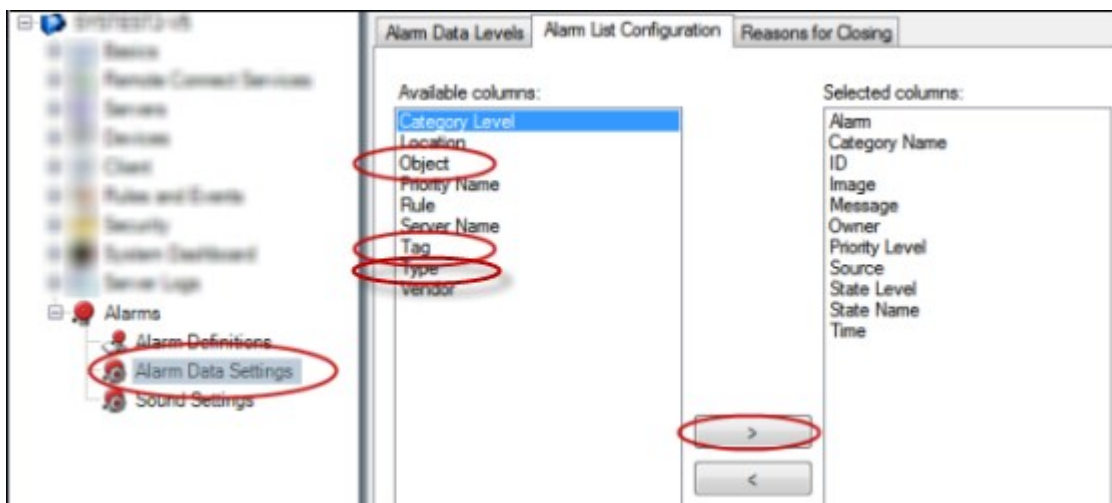 Alarms
Alarm Definitions
Alarm Data Settings
Sound Settings
Alarm Data Levels
Alarm List Configuration
Reasons for Closing
Available columns:
Category Level
Location
Object
Priority Name
Rule
Server Name
Tag
Type
Vendor
>
<
Selected columns:
Alarm
Category Name
ID
Image
Message
Owner
Priority Level
Source
State Level
State Name
Time